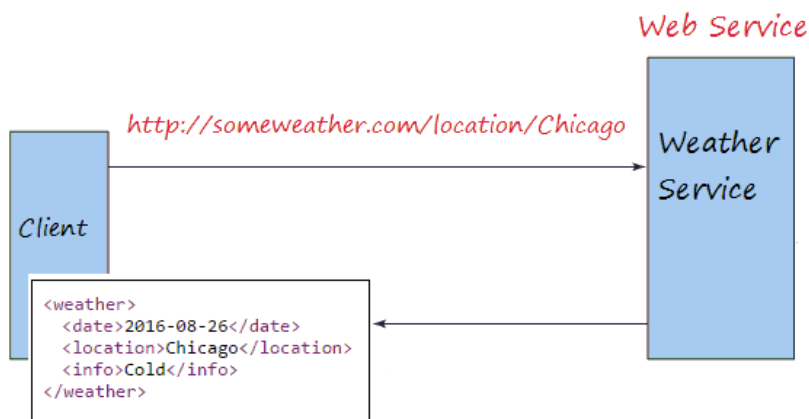 Web Service
http://someweather.com/location/Chicago
Weather
Service
Client
<weather>
<date>2016-08-26</date>
<location>Chicago</location>
<info>Cold</info>
</weather>